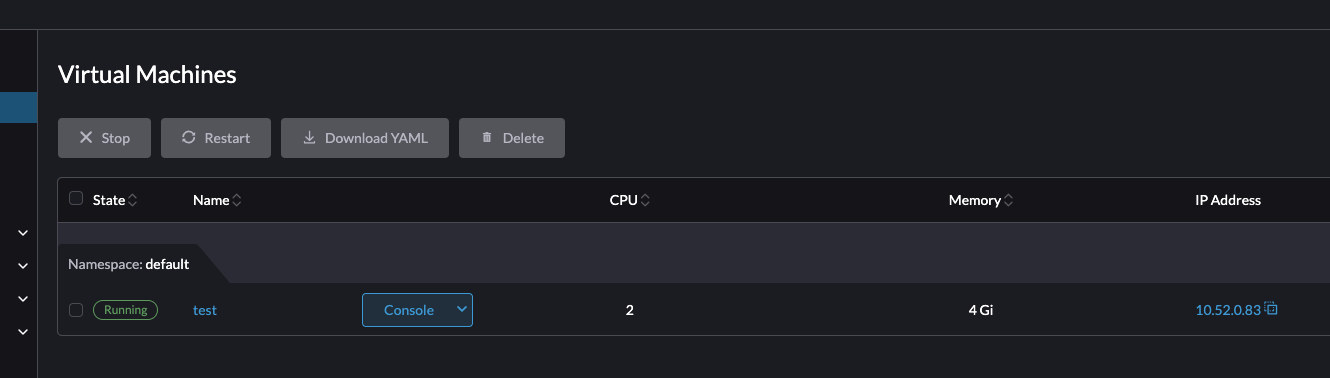 Virtual Machines
Stop Restart Download YAML Delete
State Name CPU Memory IP Address
Namespace: default
Running test Console 2 4 Gi 10.52.0.83